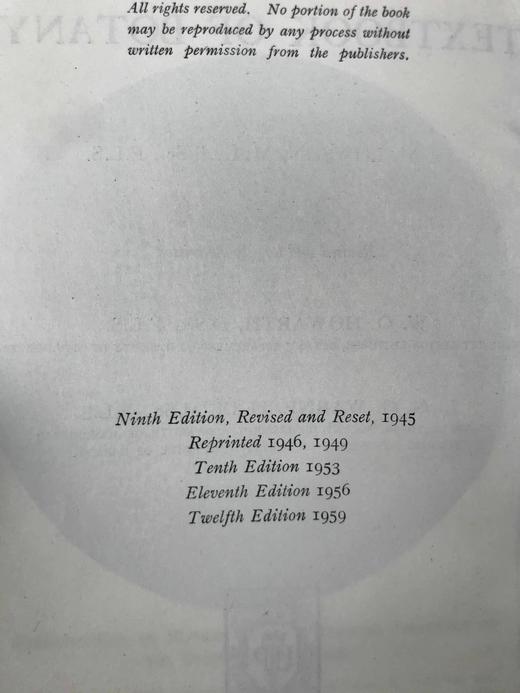 All rights reserved. No portion of the book
may be reproduced by any process without
written permission from the publishers.
Ninth Edition, Revised and Reset, 1945
Reprinted 1946, 1949
Tenth Edition 1953
Eleventh Edition 1956
Twelfth Edition 1959